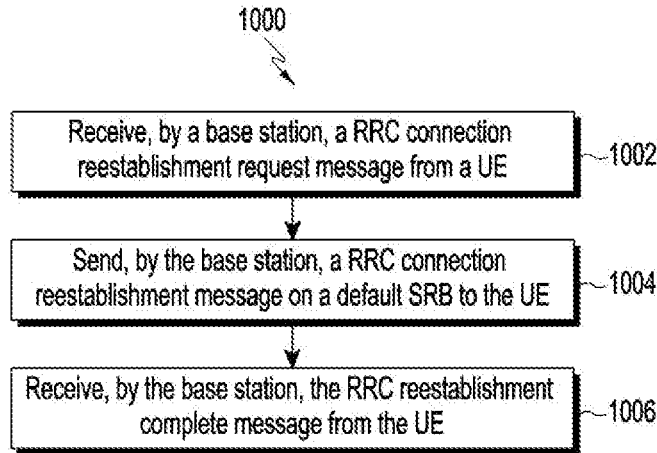 1000
Receive, by a base station, a RRC connection
reestablishment request message from a UE
1002
Send, by the base station, a RRC connection
reestablishment message on a default SRB to the UE
1004
Receive, by the base station, the RRC reestablishment
complete message from the UE
1006